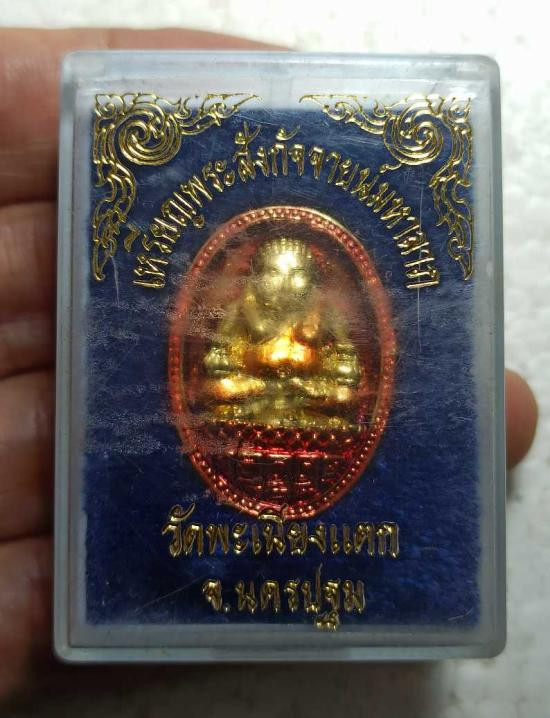 เหรียญพระสังกัจจายน์มหาลาภ
วัดพะเนียงแตก
จ.นครปฐม